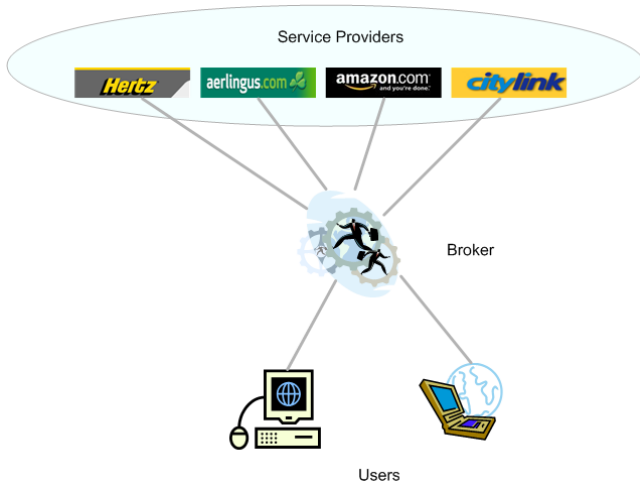 Service Providers
Hertz
aerlingus.com
amazon.com
and you're done.
citylink
Broker
Users